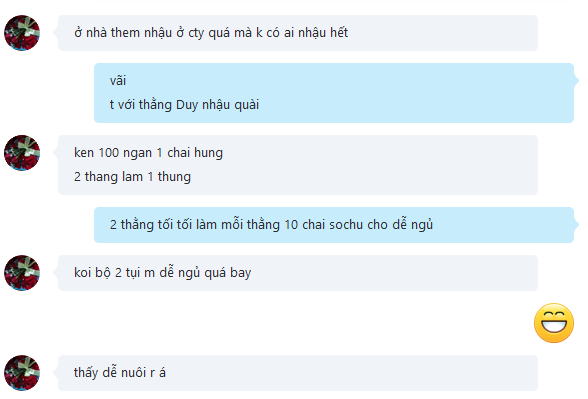 ở nhà them nhậu ở cty quá mà k có ai nhậu hết
vãi
t với thằng Duy nhậu quài
ken 100 ngan 1 chai hung
2 thang lam 1 thung
2 thằng tối tối làm mỗi thằng 10 chai sochu cho dễ ngủ
koi bộ 2 tụi m dễ ngủ quá bay
thấy dễ nuôi r á